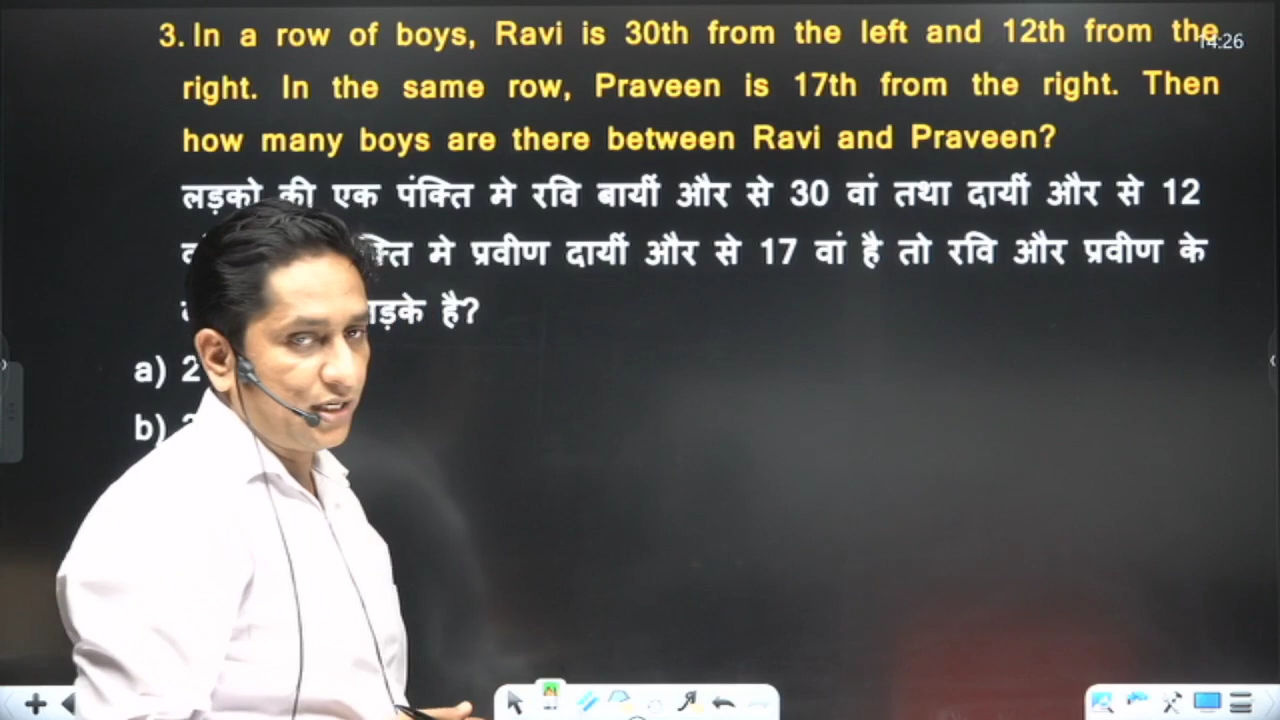 3. In a row of boys, Ravi is 30th from the left and 12th from the
14:26
right. In the same row, Praveen is 17th from the right. Then
how many boys are there between Ravi and Praveen?
लड़को की एक पंक्ति मे रवि बायीं और से 30 वां तथा दायीं और से 12
मे प्रवीण दायीं और से 17 वां है तो रवि और प्रवीण के
है?
a) 2
b)